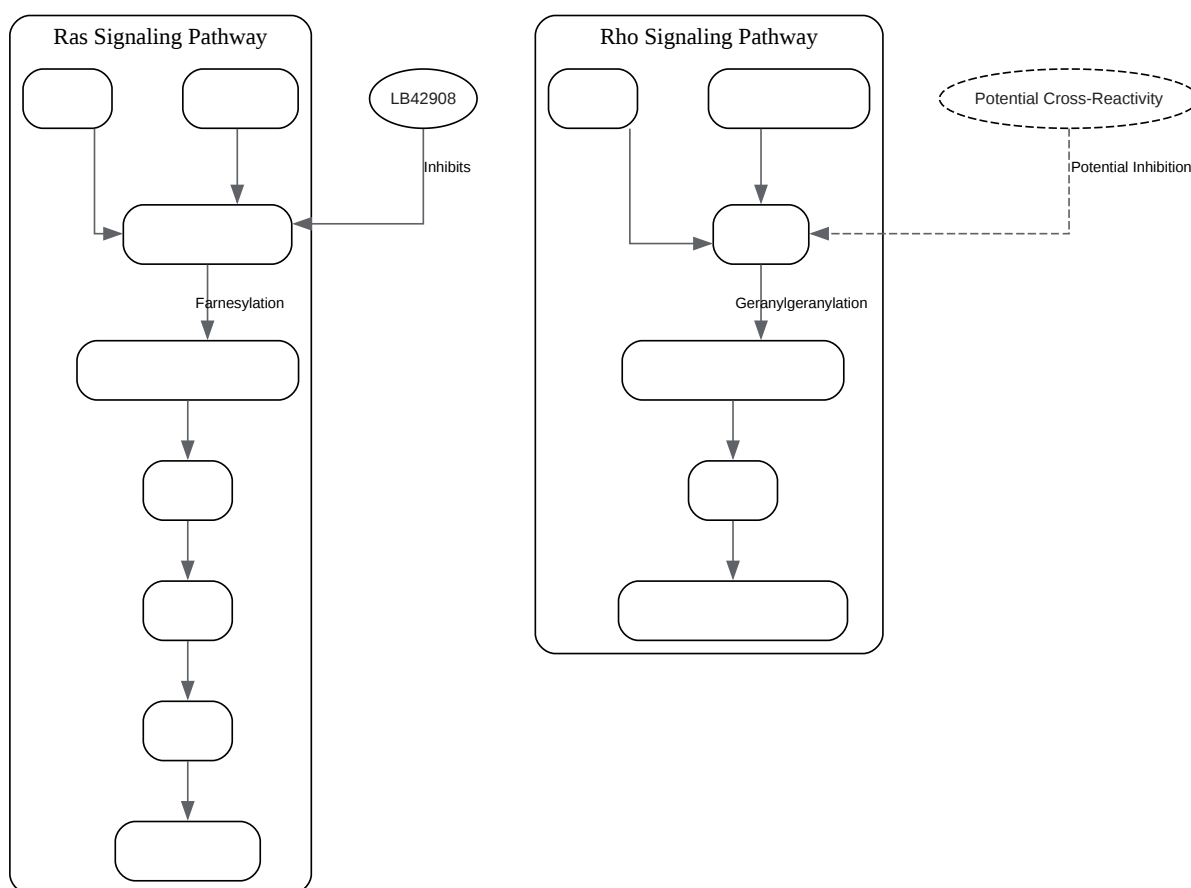 Ras Signaling Pathway
Rho Signaling Pathway
LB42908
Potential Cross-Reactivity
Inhibits
Potential Inhibition
Farnesylation
Geranylgeranylation